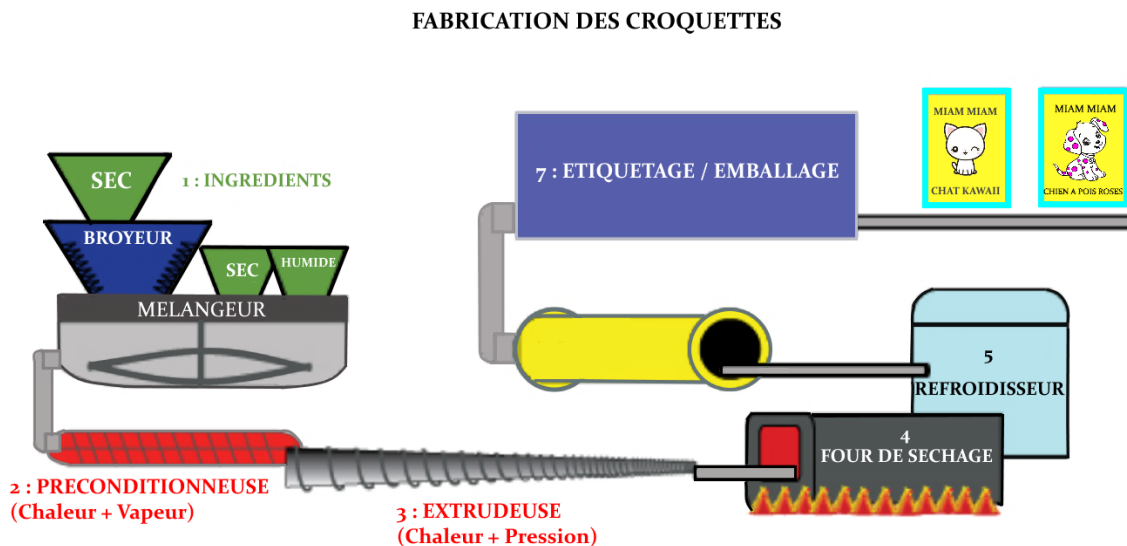 FABRICATION DES CROQUETTES
SEC
1 : INGREDIENTS
BROYEUR
SEC
HUMIDE
MELANGEUR
2 : PRECONDITIONNEUSE
(Chaleur + Vapeur)
3 : EXTRUDEUSE
(Chaleur + Pression)
4
FOUR DE SECHAGE
5
REFROIDISSEUR
7 : ETIQUETAGE / EMBALLAGE
MIAM MIAM
CHAT KAWAII
MIAM MIAM
CHIEN A POIS ROSES